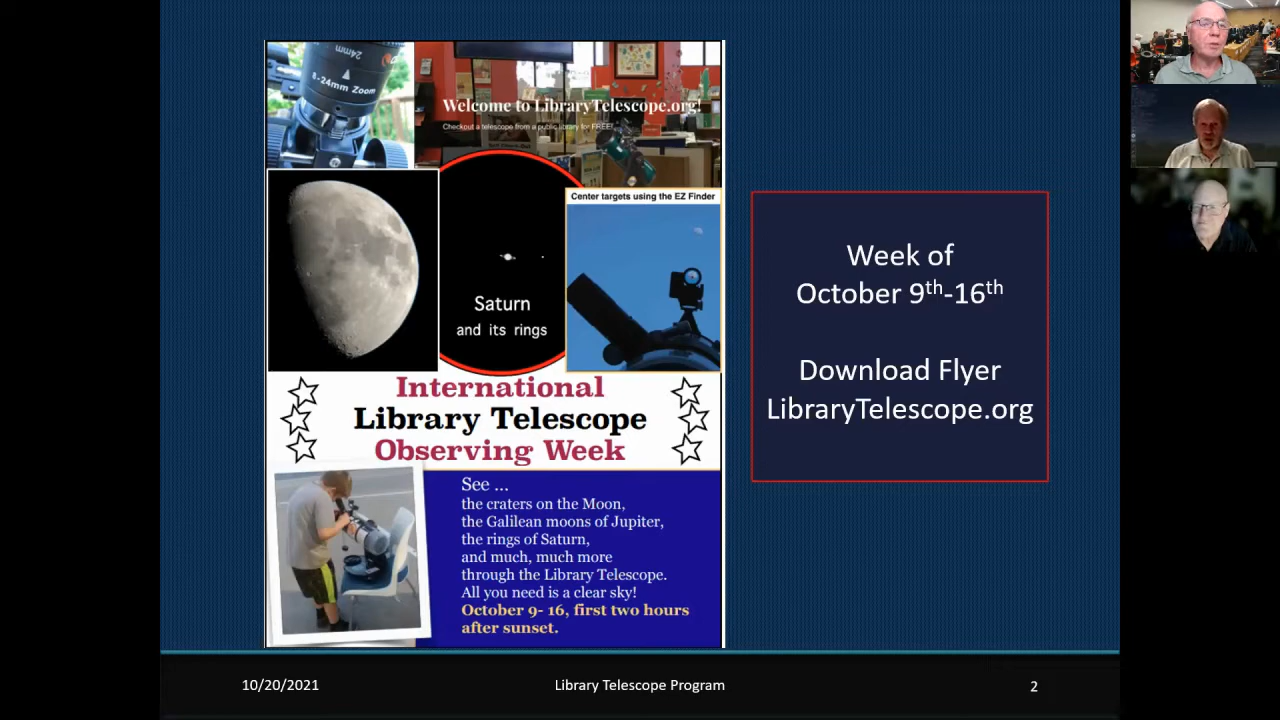 24mm
8-24mm Zoom
Welcome to LibraryTelescope.org!
Checkout a telescope from a public library for FREE!
Center targets using the EZ Finder
Saturn
and its rings
International
Library Telescope
Observing Week
See ...
the craters on the Moon,
the Galilean moons of Jupiter,
the rings of Saturn,
and much, much more
through the Library Telescope.
All you need is a clear sky!
October 9- 16, first two hours
after sunset.
Week of
October 9th-16th
Download Flyer
LibraryTelescope.org
10/20/2021
Library Telescope Program
2